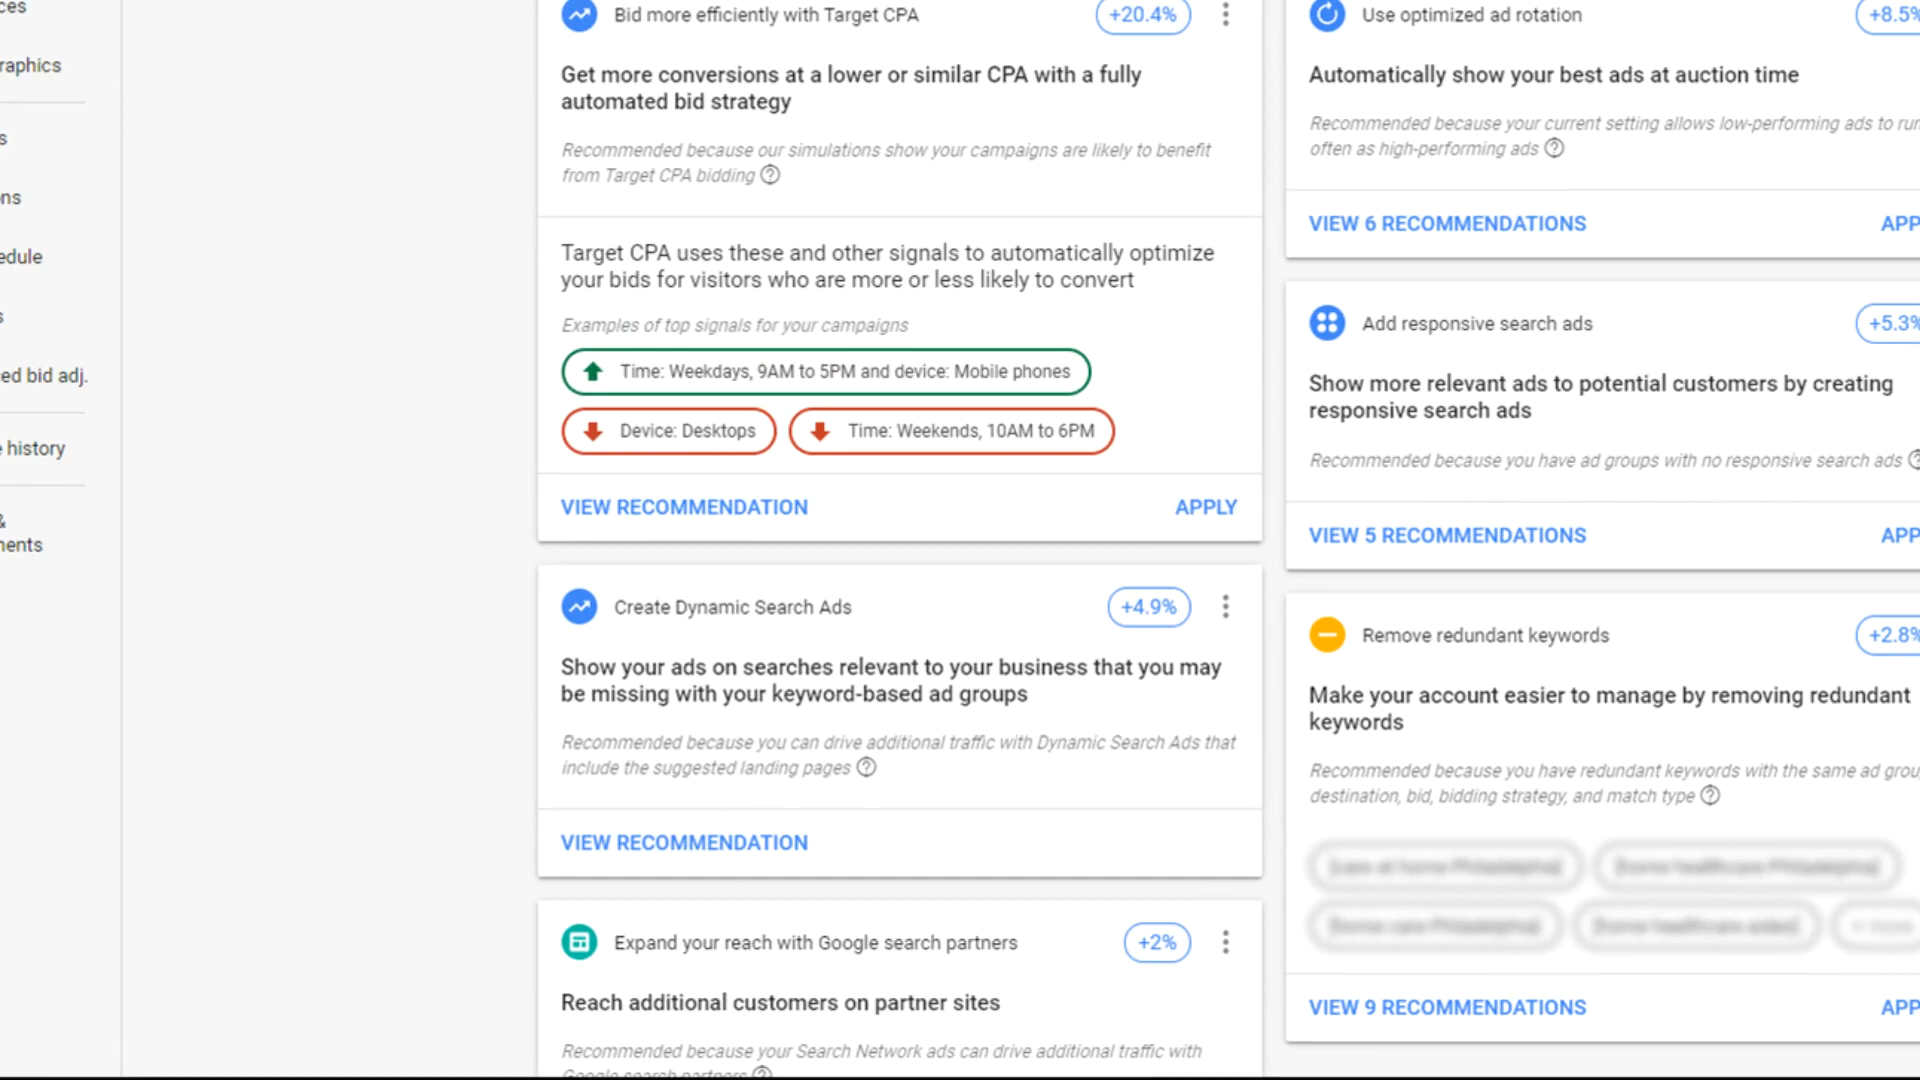 raphics
edule
ed bid adj.
history
&
Bid more efficiently with Target CPA
+20.4%
Get more conversions at a lower or similar CPA with a fully
automated bid strategy
Recommended because our simulations show your campaigns are likely to benefit
from Target CPA bidding
Target CPA uses these and other signals to automatically optimize
your bids for visitors who are more or less likely to convert
Examples of top signals for your campaigns
Time: Weekdays, 9AM to 5PM and device: Mobile phones
Device: Desktops
Time: Weekends, 10AM to 6PM
VIEW RECOMMENDATION
APPLY
Create Dynamic Search Ads
+4.9%
Show your ads on searches relevant to your business that you may
be missing with your keyword-based ad groups
Recommended because you can drive additional traffic with Dynamic Search Ads that
include the suggested landing pages
VIEW RECOMMENDATION
Expand your reach with Google search partners
+2%
Reach additional customers on partner sites
Recommended because your Search Network ads can drive additional traffic with
Google search partners
Use optimized ad rotation
+8.5%
Automatically show your best ads at auction time
Recommended because your current setting allows low-performing ads to run
often as high-performing ads
VIEW 6 RECOMMENDATIONS
APP
Add responsive search ads
+5.3%
Show more relevant ads to potential customers by creating
responsive search ads
Recommended because you have ad groups with no responsive search ads
VIEW 5 RECOMMENDATIONS
APP
Remove redundant keywords
+2.8%
Make your account easier to manage by removing redundant
keywords
Recommended because you have redundant keywords with the same ad grou
destination, bid, bidding strategy, and match type
VIEW 9 RECOMMENDATIONS
APP